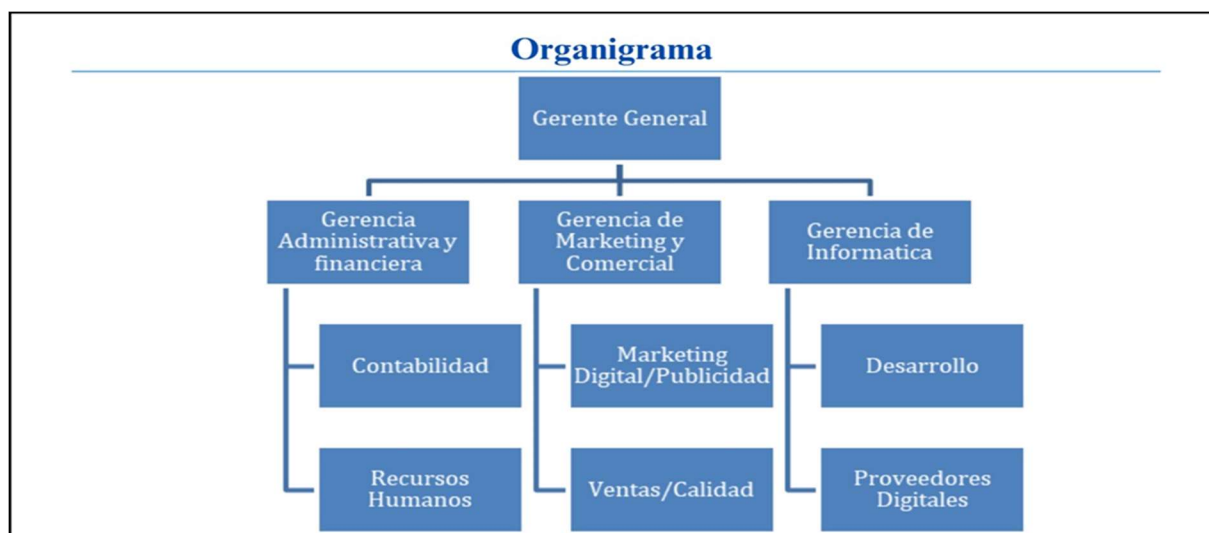 Organigrama
Gerente General
Gerencia
Administrativa y
financiera
Gerencia de
Marketing y
Comercial
Gerencia de
Informatica
Contabilidad
Marketing
Digital/Publicidad
Desarrollo
Recursos
Humanos
Ventas/Calidad
Proveedores
Digitales